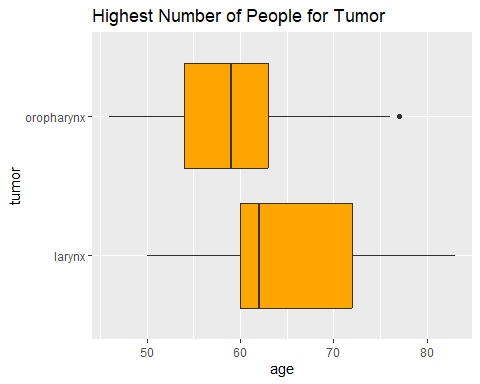 Highest Number of People for Tumor
oropharynx
tumor
larynx
50 60 70 80
age